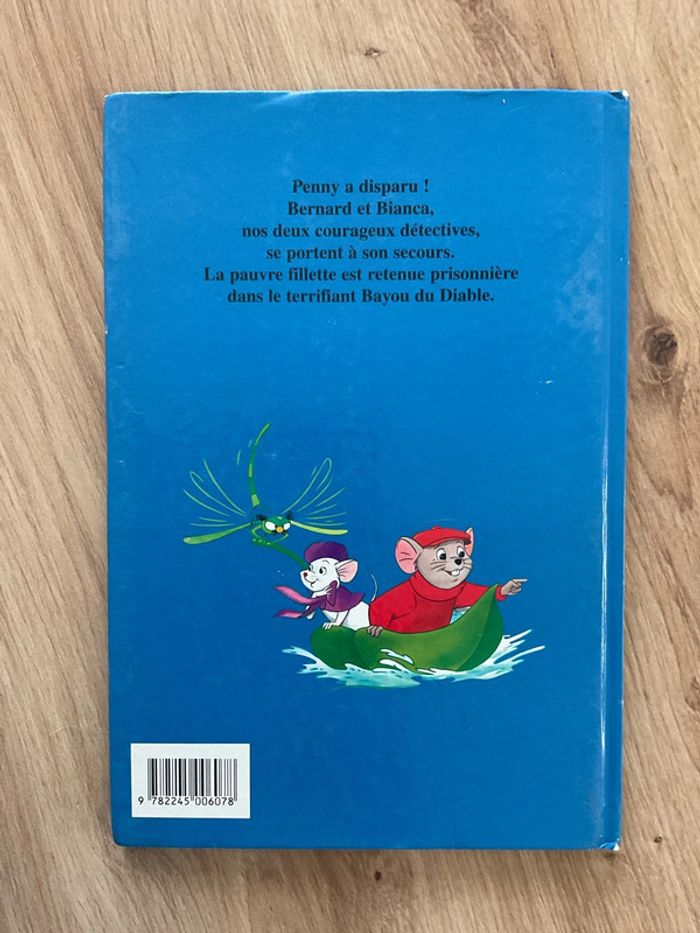 Penny a disparu !
Bernard et Bianca,
nos deux courageux détectives,
se portent à son secours.
La pauvre fillette est retenue prisonnière
dans le terrifiant Bayou du Diable.
9 782245 006078